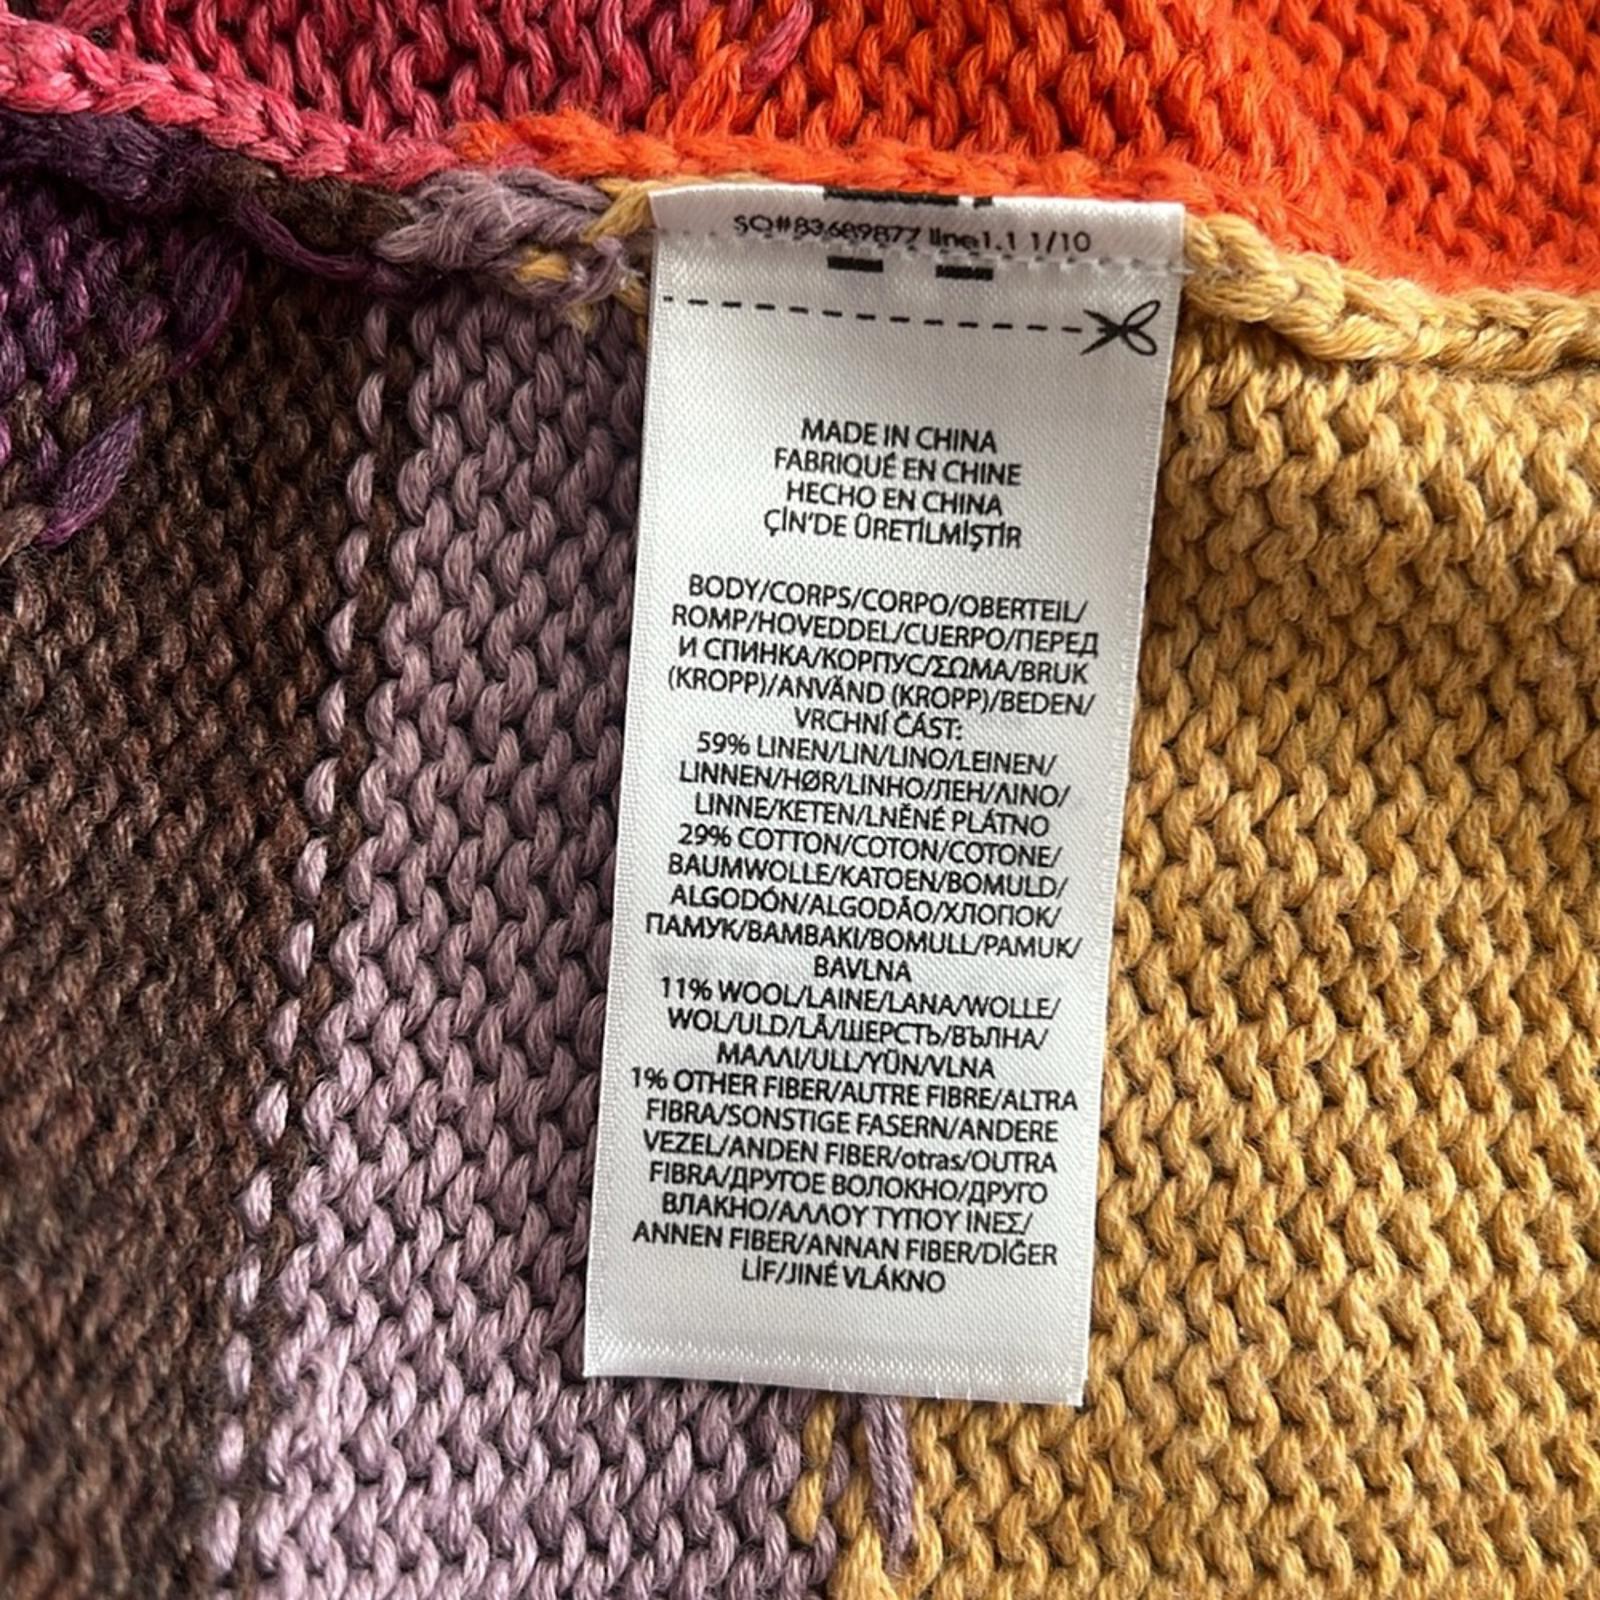 SO#83689877 line1.1 1/10
MADE IN CHINA
FABRIQUÉ EN CHINE
HECHO EN CHINA
ÇİN'DE ÜRETİLMİŞTİR
BODY/CORPS/CORPO/OBERTEIL/
ROMP/HOVEDDEL/CUERPO/ПЕРЕД
И СПИНКА/КОРПУС/ΣΩΜΑ/BRUK
(KROPP)/ANVÄND (KROPP)/BEDEN/
VRCHNÍ ČÁST:
59% LINEN/LIN/LINO/LEINEN/
LINNEN/HØR/LINHO/ЛЕН/ΛΙΝΟ/
LINNE/KETEN/LNĚNÉ PLÁTNO
29% COTTON/COTON/COTONE/
BAUMWOLLE/KATOEN/BOMULD/
ALGODÓN/ALGODÃO/ХЛОПОК/
ПАМУК/ΒΑΜΒΑΚΙ/BOMULL/PAMUK/
BAVLNA
11% WOOL/LAINE/LANA/WOLLE/
WOL/ULD/LÃ/ШЕРСТЬ/ВЪЛНА/
ΜΑΛΛΙ/ULL/YÜN/VLNA
1% OTHER FIBER/AUTRE FIBRE/ALTRA
FIBRA/SONSTIGE FASERN/ANDERE
VEZEL/ANDEN FIBER/otras/OUTRA
FIBRA/ДРУГОЕ ВОЛОКНО/ДРУГО
ВЛАКНО/ΑΛΛΟΥ ΤΥΠΟΥ ΙΝΕΣ/
ANNEN FIBER/ANNAN FIBER/DİĞER
LİF/JINÉ VLÁKNO